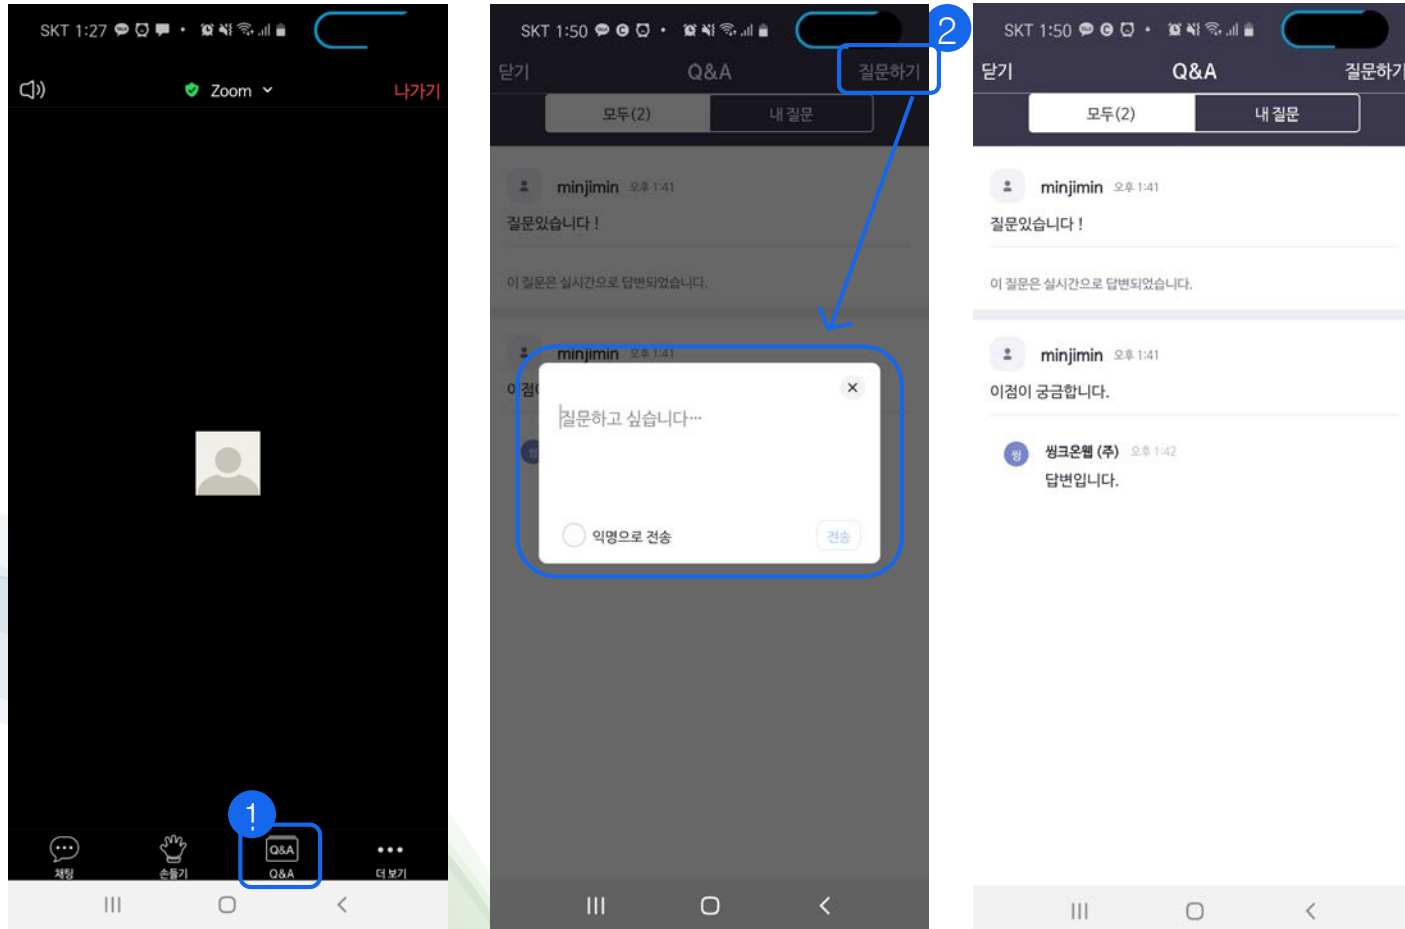 SKT 1:27
Zoom
나가기
1
채팅
손들기
Q&A
Q&A
더 보기
2
SKT 1:50
닫기
Q&A
질문하기
모두(2)
내 질문
minjimin 오후 1:41
질문있습니다 !
이 질문은 실시간으로 답변되었습니다.
minjimin 오후 1:41
이점이
질문하고 싶습니다...
익명으로 전송
전송
SKT 1:50
닫기
Q&A
질문하기
모두(2)
내 질문
minjimin 오후 1:41
질문있습니다 !
이 질문은 실시간으로 답변되었습니다.
minjimin 오후 1:41
이점이 궁금합니다.
씽
씽크온웹 (주) 오후 1:42
답변입니다.